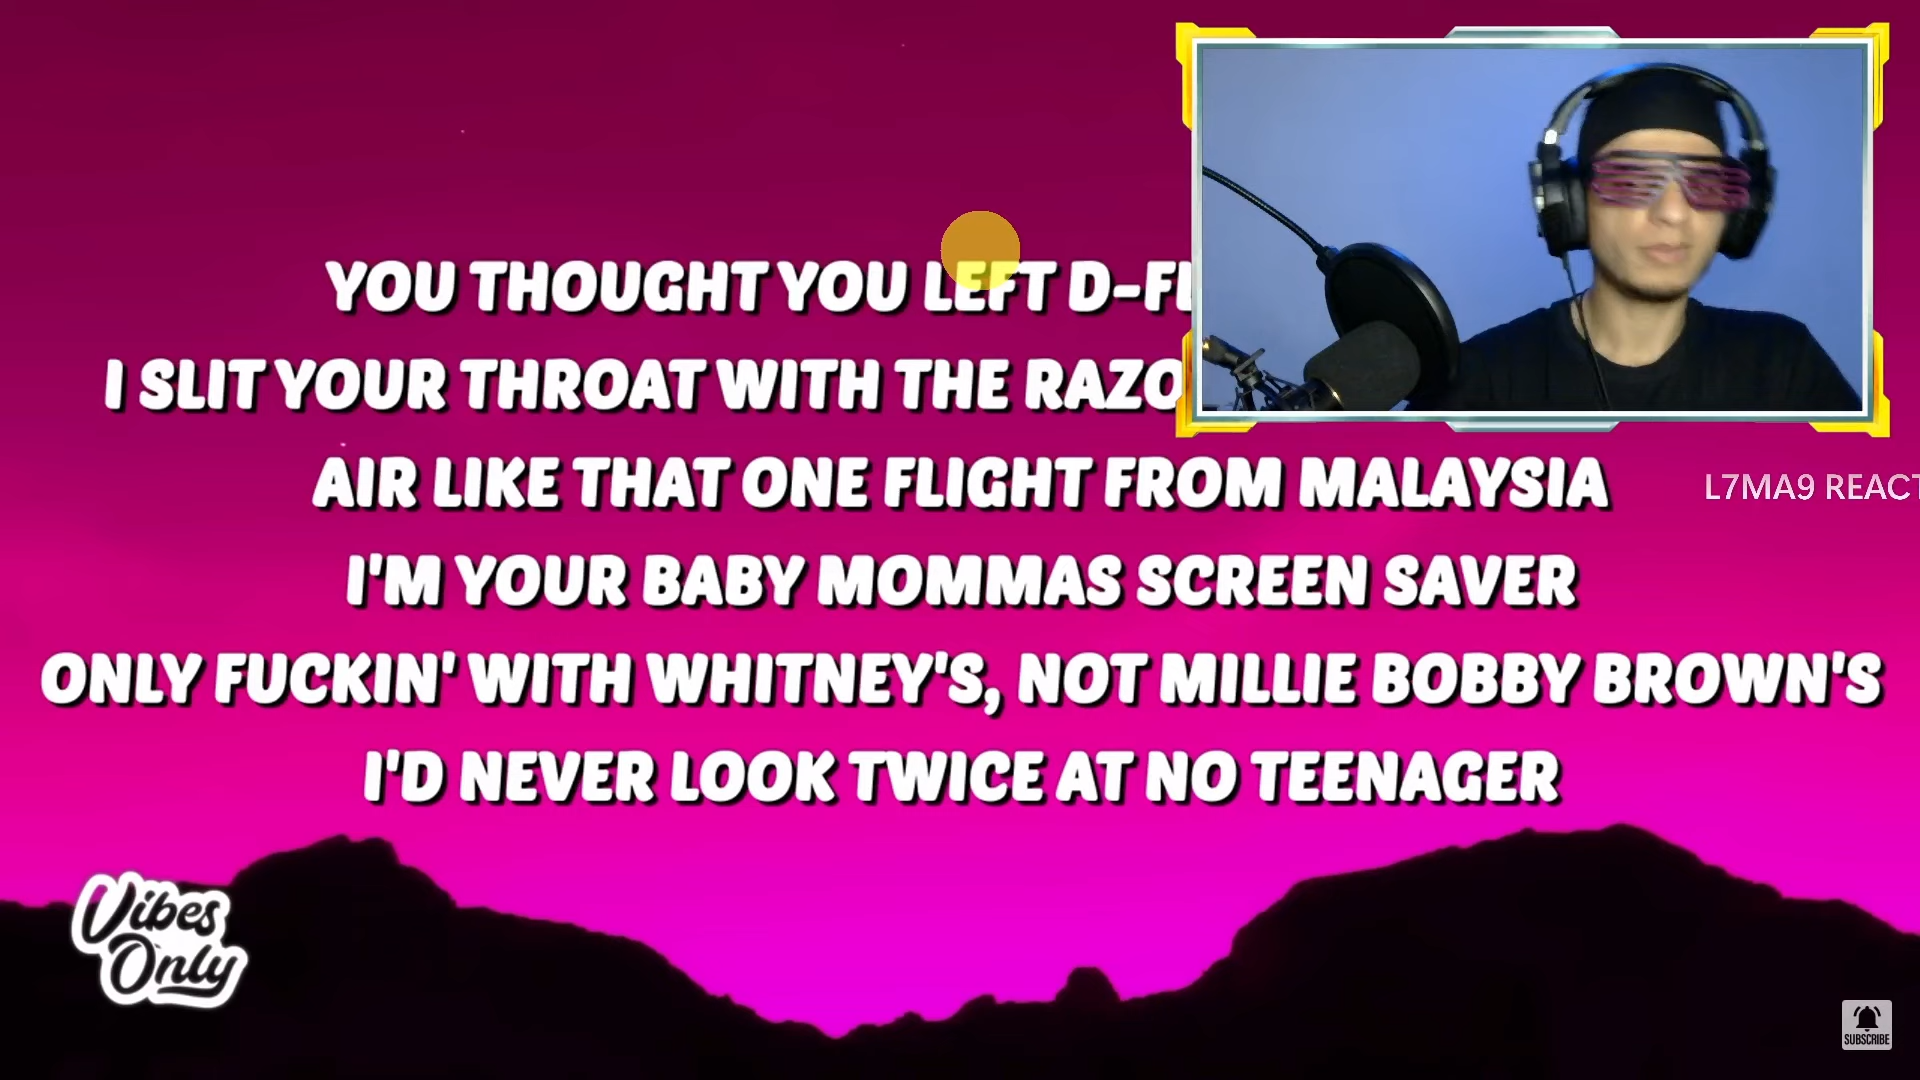 YOU THOUGHT YOU LEFT
I SLIT YOUR THROAT WITH THE
AIR LIKE THAT ONE FLIGHT FROM MALAYSIA
L7MA9 REACT
I'M YOUR BABY MOMMAS SCREEN SAVER
ONLY FUCKIN' WITH WHITNEY'S, NOT MILLIE BOBBY BROWN'S
I'D NEVER LOOK TWICE AT NO TEENAGER
Vibes
Only
SUBSCRIBE